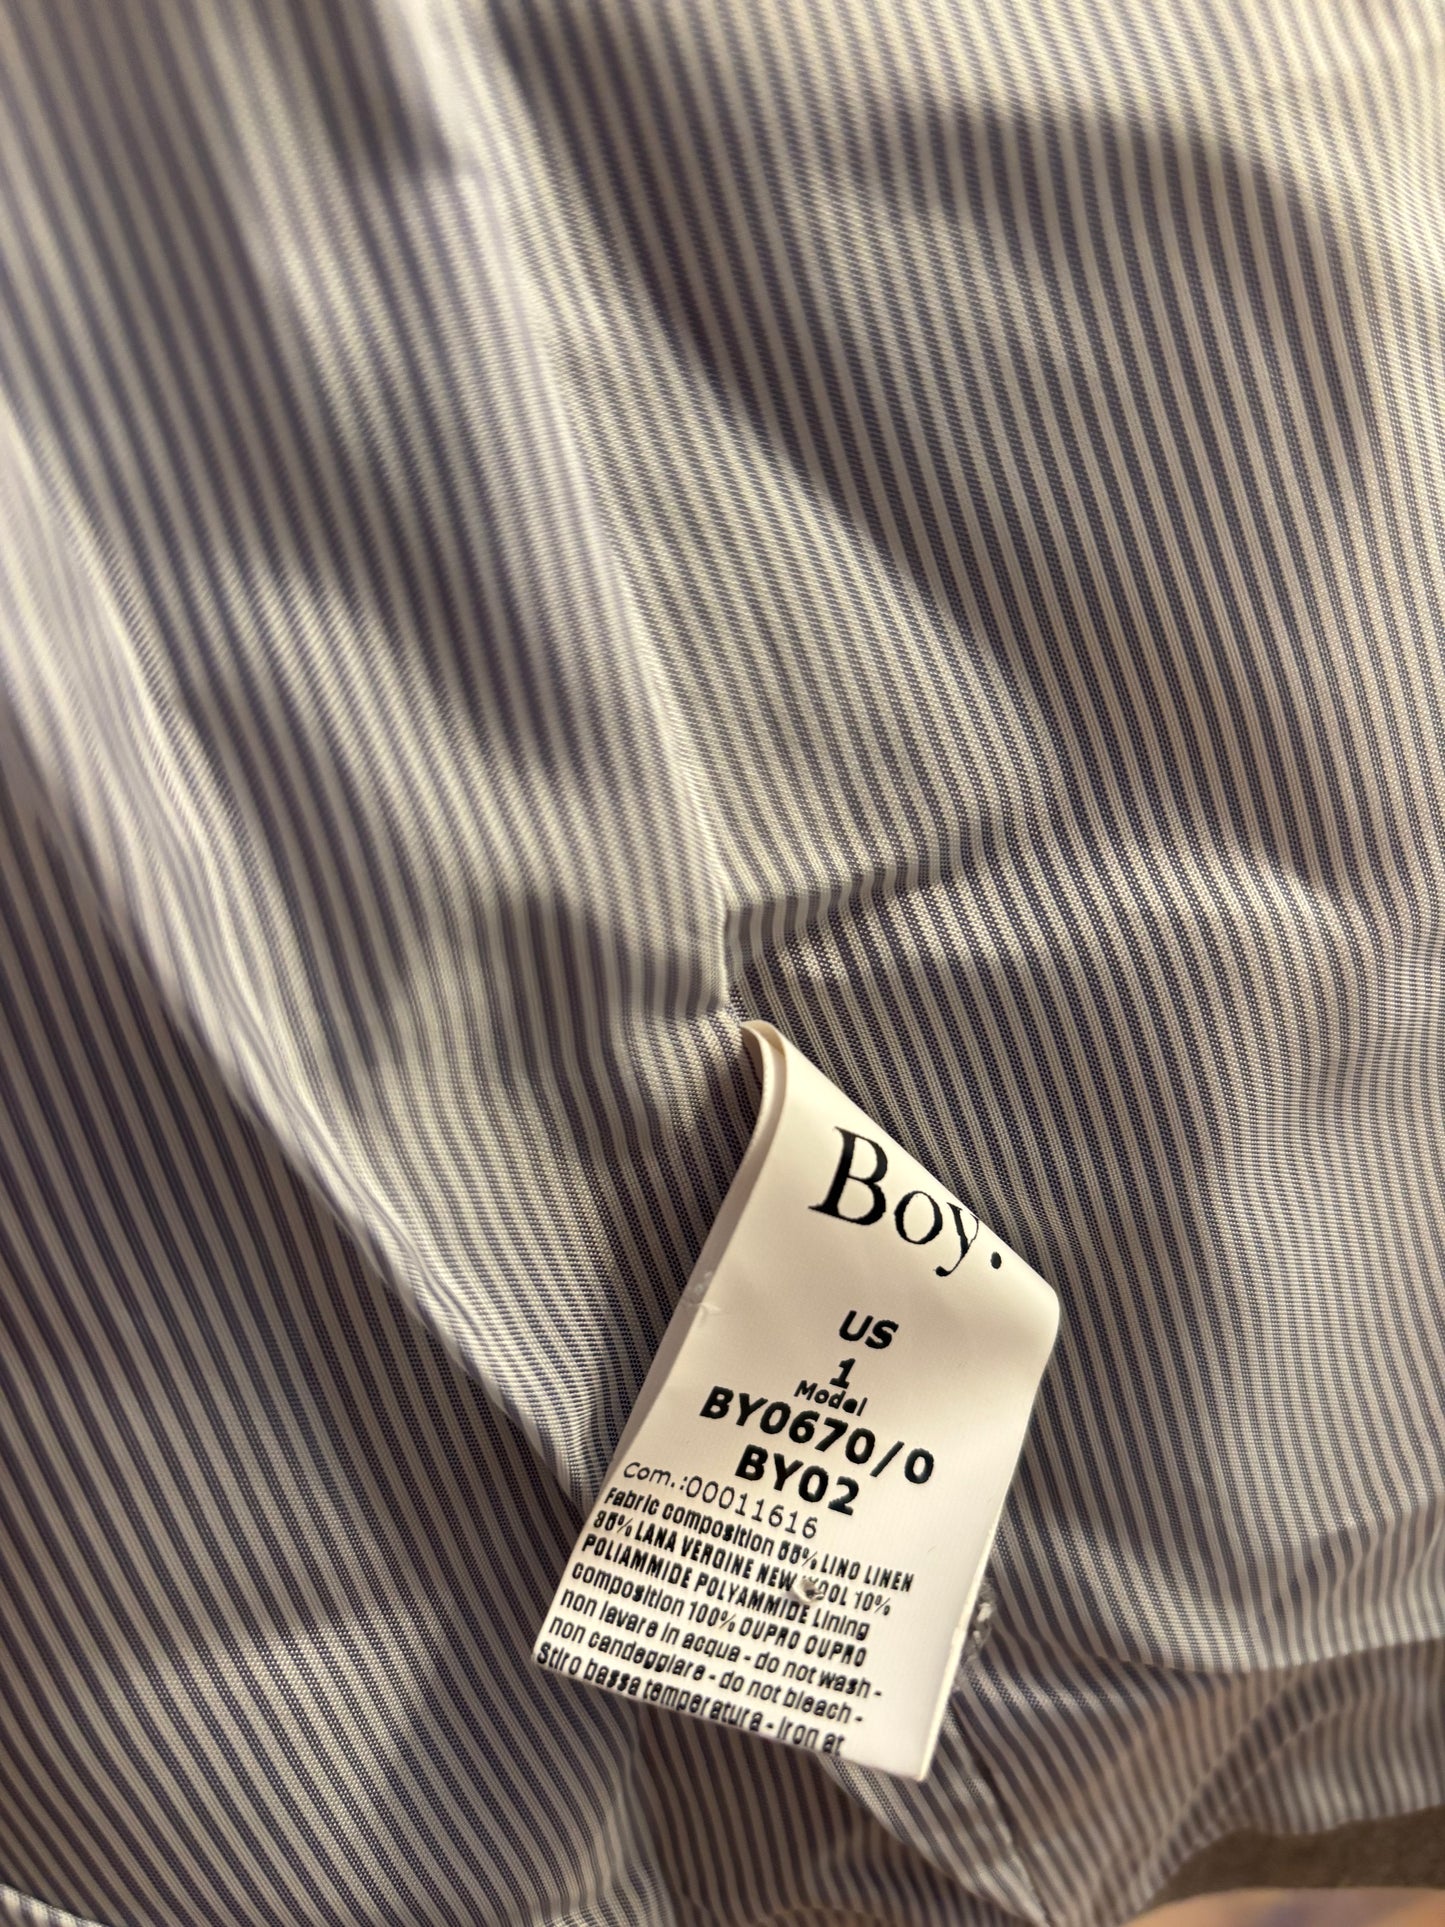 Boy.
US
1
Model
BY0670/0
BY02
Com.:00011616
Fabric composition 55% LINO LINEN
35% LANA VERGINE NEW WOOL 10%
POLIAMMIDE POLYAMMIDE Lining
composition 100% CUPRO CUPRO
non lavare in acqua - do not wash -
non candeggiare - do not bleach -
Stiro bassa temperatura - Iron at